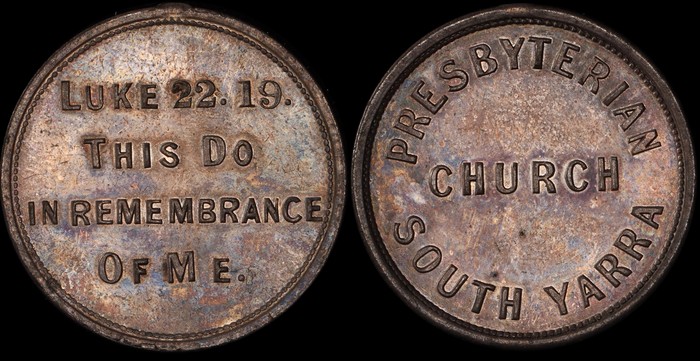 LUKE 22. 19.
THIS DO
IN REMEMBRANCE
OF ME.
PRESBYTERIAN
CHURCH
SOUTH YARRA